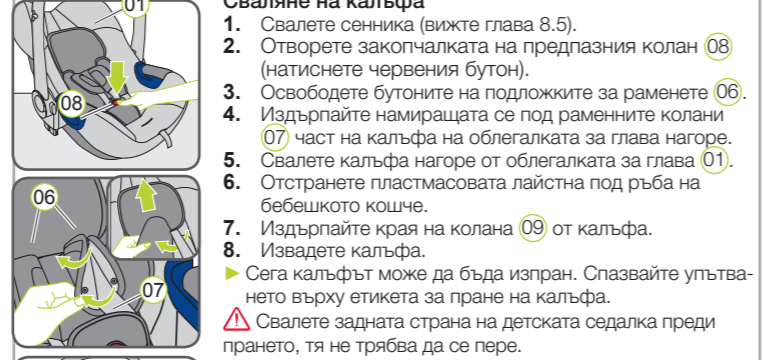 Сваляне на калъфа
1. Свалете сенника (вижте глава 8.5).
2. Отворете закопчалката на предпазния колан 08
(натиснете червения бутон).
3. Освободете бутоните на подложките за раменете 06.
4. Издърпайте намиращата се под раменните колани
07 част на калъфа на облегалката за глава нагоре.
5. Свалете калъфа нагоре от облегалката за глава 01.
6. Отстранете пластмасовата лайстна под ръба на
бебешкото кошче.
7. Издърпайте края на колана 09 от калъфа.
8. Извадете калъфа.
► Сега калъфът може да бъда изпран. Спазвайте упътва-
нето върху етикета за пране на калъфа.
Свалете задната страна на детската седалка преди
прането, тя не трябва да се пере.
01
08
06
07